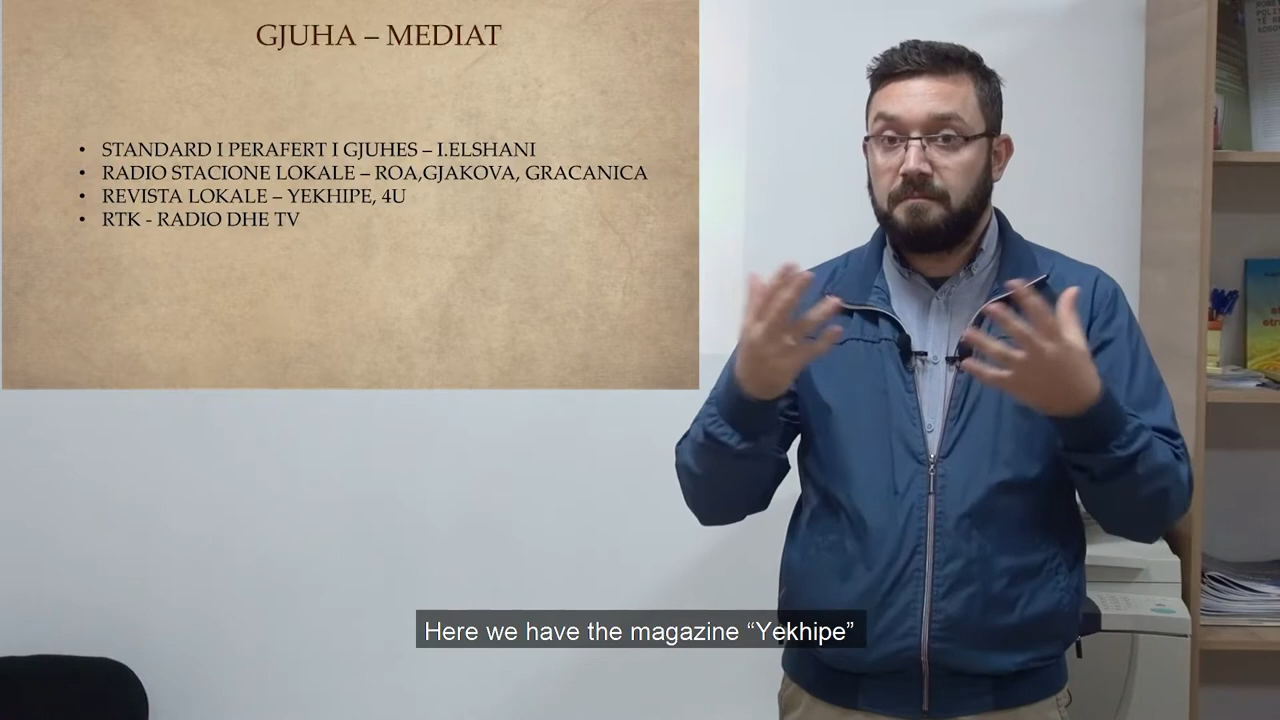 GJUHA – MEDIAT
• STANDARD I PERAFERT I GJUHES – I.ELSHANI
• RADIO STACIONE LOKALE – ROA,GJAKOVA, GRACANICA
• REVISTA LOKALE – YEKHIPE, 4U
• RTK - RADIO DHE TV
Here we have the magazine “Yekhipe”